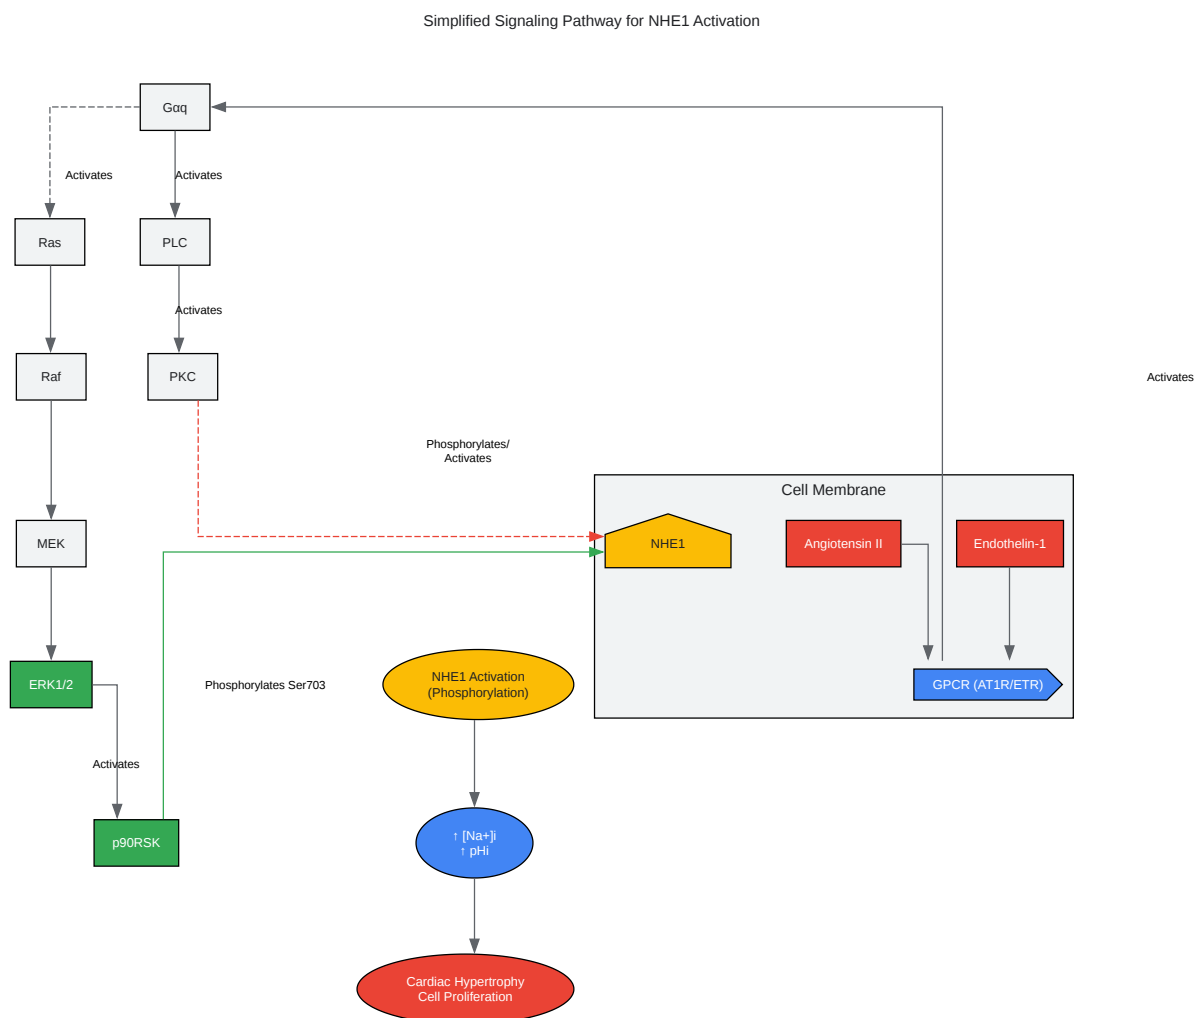 Simplified Signaling Pathway for NHE1 Activation
Gαq
Activates
Activates
Ras
PLC
Activates
Raf
PKC
Activates
Phosphorylates/
Activates
Cell Membrane
MEK
NHE1
Angiotensin II
Endothelin-1
ERK1/2
Phosphorylates Ser703
NHE1 Activation
(Phosphorylation)
GPCR (AT1R/ETR)
Activates
p90RSK
↑ [Na+]i
↑ pHi
Cardiac Hypertrophy
Cell Proliferation